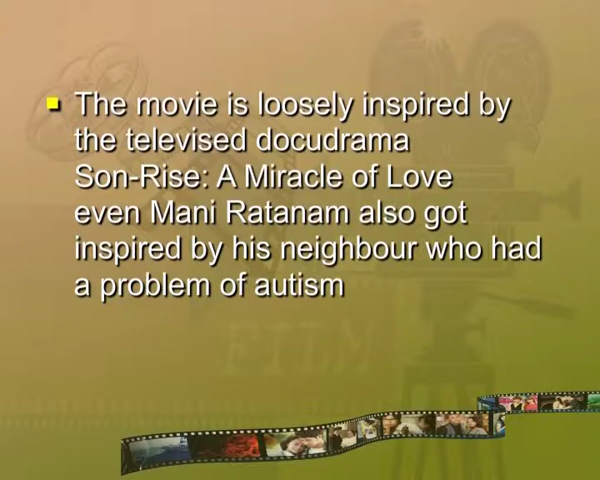 The movie is loosely inspired by
the televised docudrama
Son-Rise: A Miracle of Love
even Mani Ratanam also got
inspired by his neighbour who had
a problem of autism
FILM